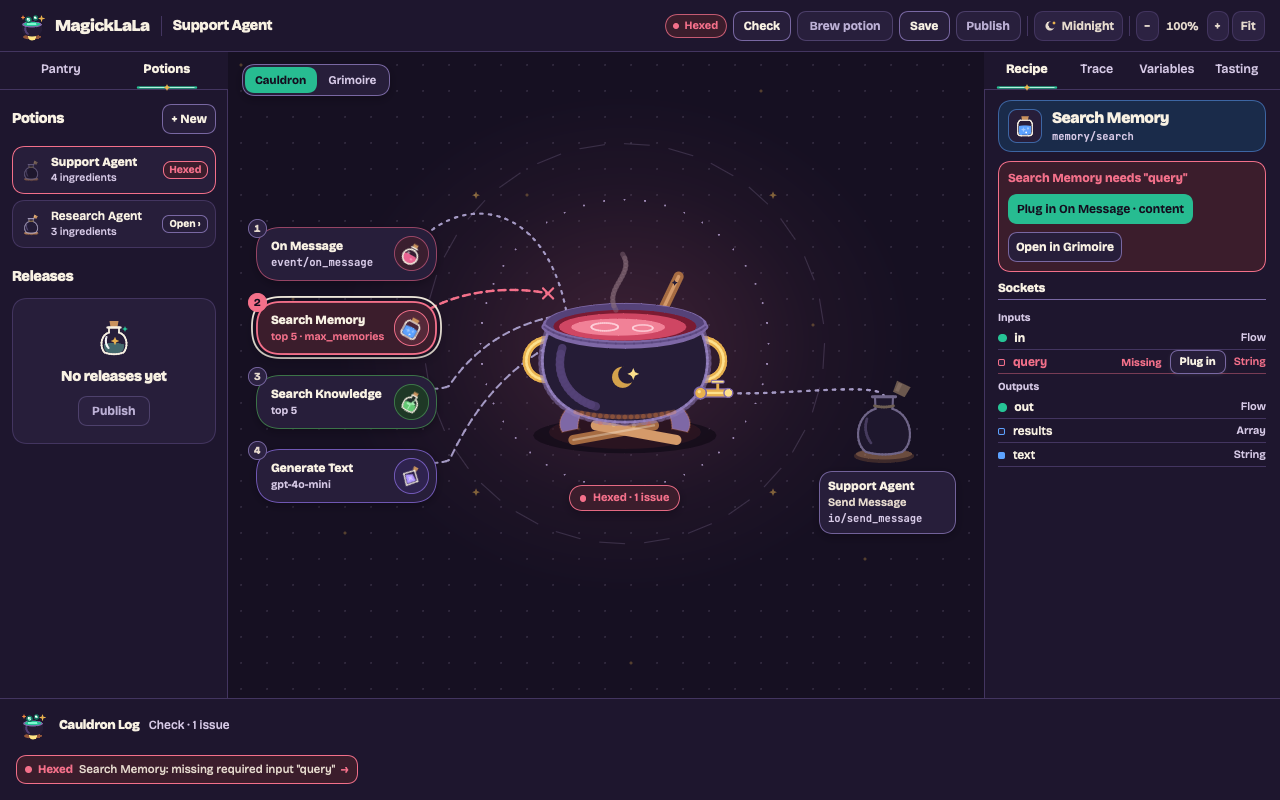 MagickLaLa
Support Agent
Hexed
Check
Brew potion
Save
Publish
Midnight
−
100%
+
Fit
Pantry
Potions
Potions
+ New
Support Agent
4 ingredients
Hexed
Research Agent
3 ingredients
Open ›
Releases
No releases yet
Publish
Cauldron
Grimoire
1
On Message
event/on_message
2
Search Memory
top 5 · max_memories
3
Search Knowledge
top 5
4
Generate Text
gpt-4o-mini
Hexed · 1 issue
Support Agent
Send Message
io/send_message
Recipe
Trace
Variables
Tasting
Search Memory
memory/search
Search Memory needs "query"
Plug in On Message · content
Open in Grimoire
Sockets
Inputs
in
Flow
query
Missing
Plug in
String
Outputs
out
Flow
results
Array
text
String
Cauldron Log
Check · 1 issue
Hexed Search Memory: missing required input "query" →